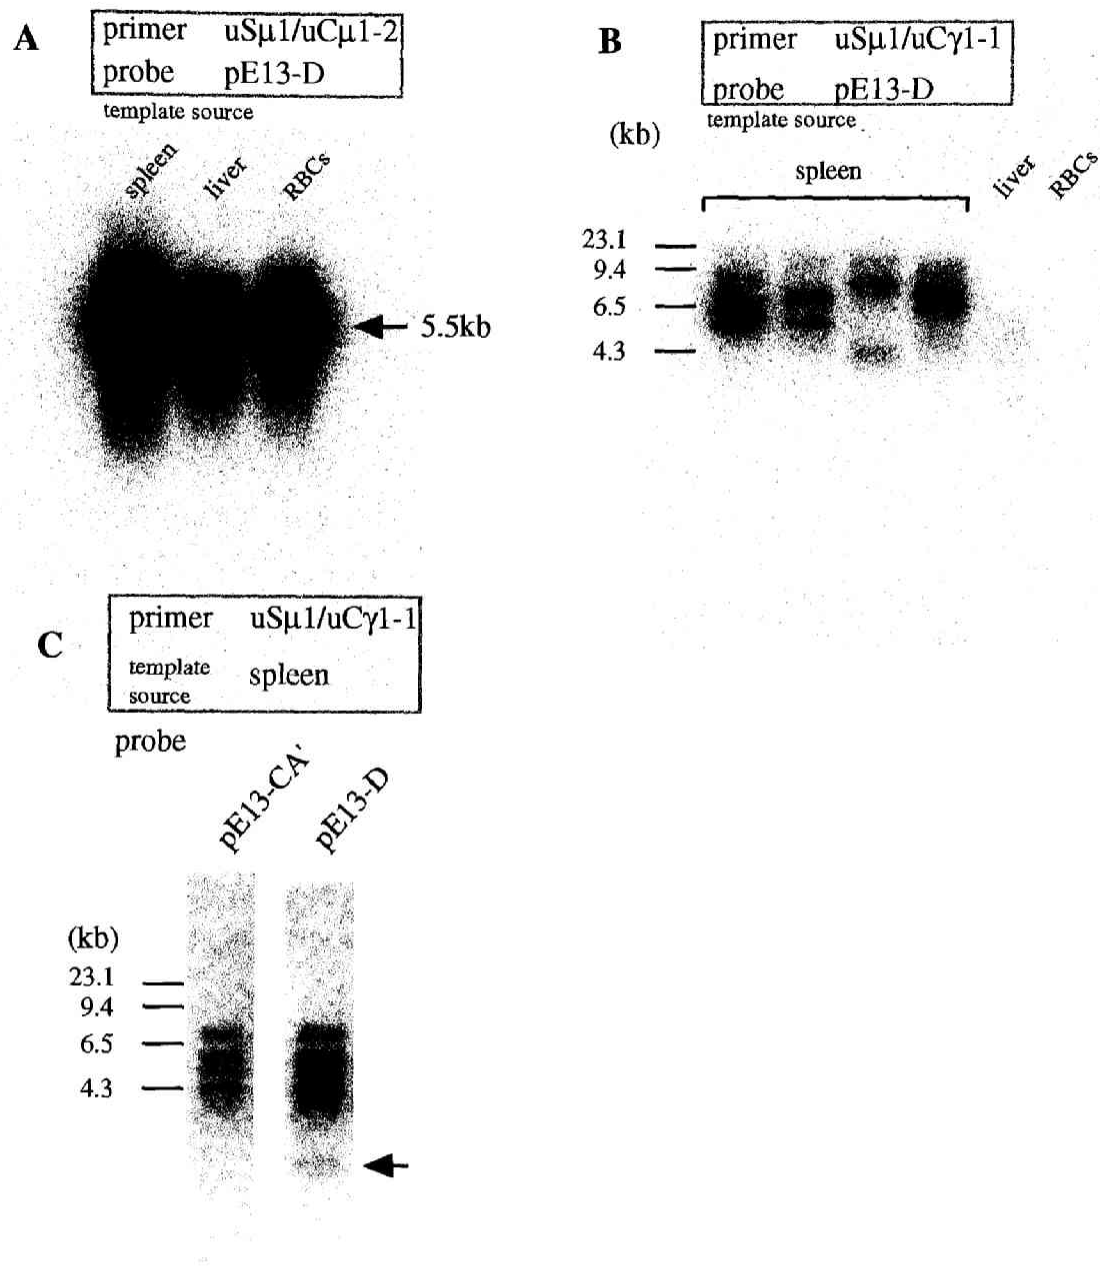 A
primer uSμ1/uCμ1-2
probe pE13-D
template source
spleen
liver
RBCs
5.5kb
B
primer uSμ1/uCγ1-1
probe pE13-D
template source
(kb)
spleen
liver
RBCs
23.1
9.4
6.5
4.3
C
primer uSμ1/uCγ1-1
template source spleen
probe
pE13-CA'
pE13-D
(kb)
23.1
9.4
6.5
4.3